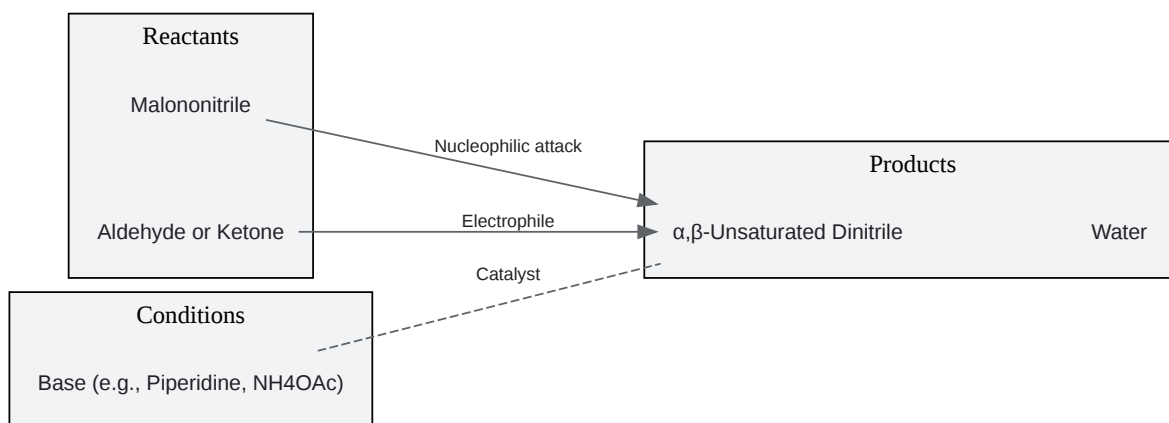 Reactants
Malononitrile
Aldehyde or Ketone
Nucleophilic attack
Electrophile
Catalyst
Products
α,β-Unsaturated Dinitrile
Water
Conditions
Base (e.g., Piperidine, NH4OAc)